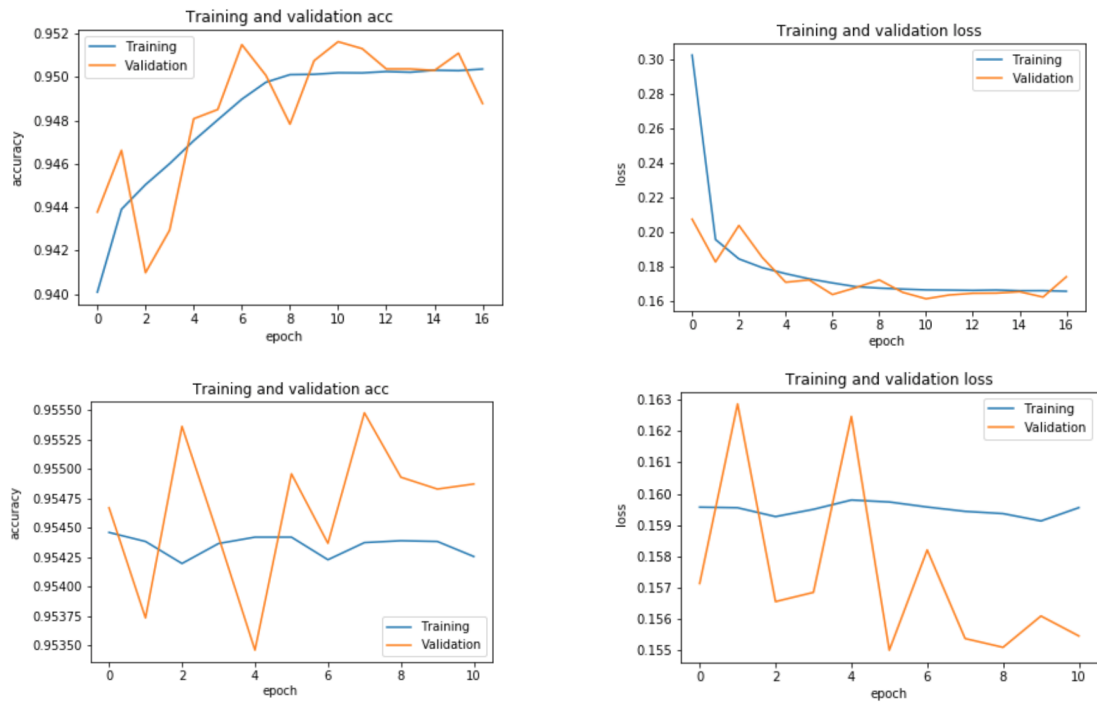 Training and validation acc
0.952
0.950
0.948
0.946
0.944
0.942
0.940
accuracy
Training
Validation
0 2 4 6 8 10 12 14 16
epoch
Training and validation loss
0.30
0.28
0.26
0.24
0.22
0.20
0.18
0.16
loss
Training
Validation
0 2 4 6 8 10 12 14 16
epoch
Training and validation acc
0.95550
0.95525
0.95500
0.95475
0.95450
0.95425
0.95400
0.95375
0.95350
accuracy
Training
Validation
0 2 4 6 8 10
epoch
Training and validation loss
0.163
0.162
0.161
0.160
0.159
0.158
0.157
0.156
0.155
loss
Training
Validation
0 2 4 6 8 10
epoch